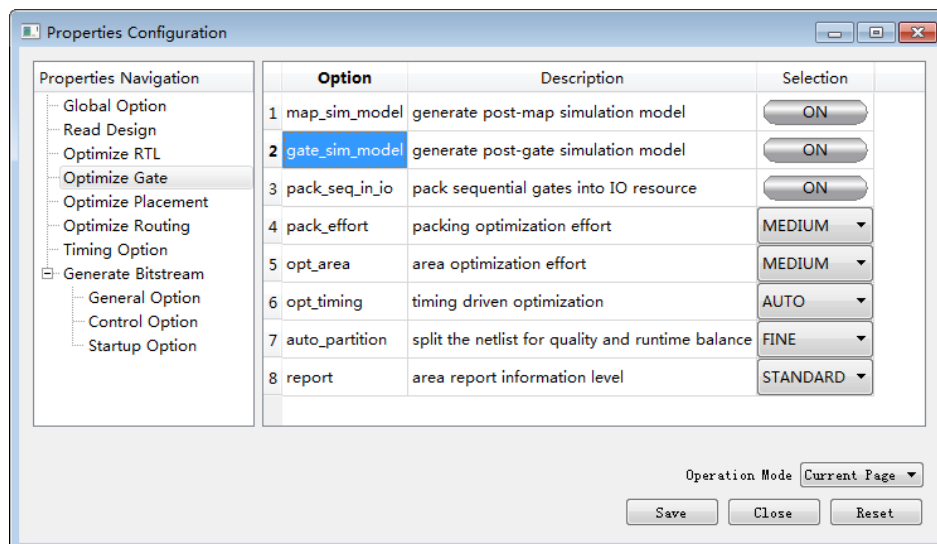 Properties Configuration
Properties Navigation
Global Option
Read Design
Optimize RTL
Optimize Gate
Optimize Placement
Optimize Routing
Timing Option
Generate Bitstream
General Option
Control Option
Startup Option
Option Description Selection
1 map_sim_model generate post-map simulation model ON
2 gate_sim_model generate post-gate simulation model ON
3 pack_seq_in_io pack sequential gates into IO resource ON
4 pack_effort packing optimization effort MEDIUM
5 opt_area area optimization effort MEDIUM
6 opt_timing timing driven optimization AUTO
7 auto_partition split the netlist for quality and runtime balance FINE
8 report area report information level STANDARD
Operation Mode Current Page
Save Close Reset